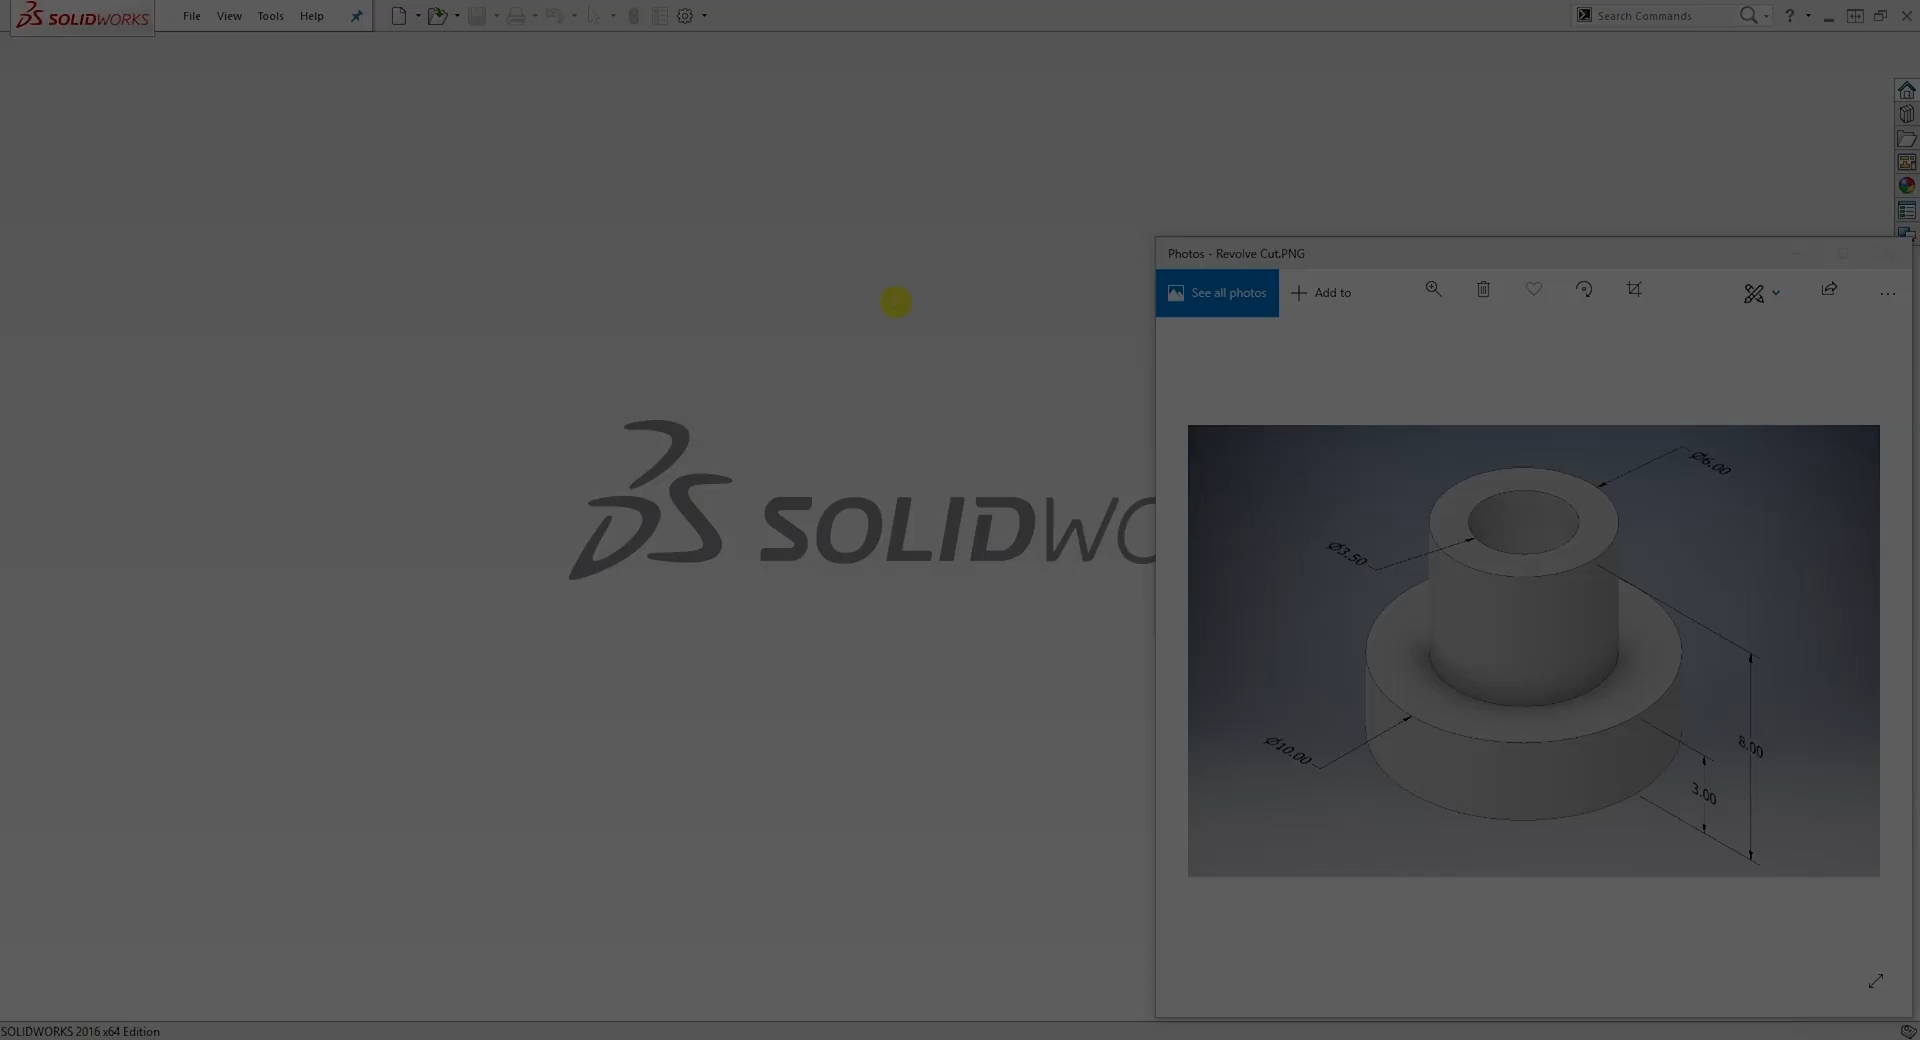 SOLIDWORKS File View Tools Help
Search Commands ?
Photos - Revolve Cut.PNG
See all photos Add to
SOLIDWO
Ø6.00
Ø3.50
Ø10.00
8.00
3.00
SOLIDWORKS 2016 x64 Edition